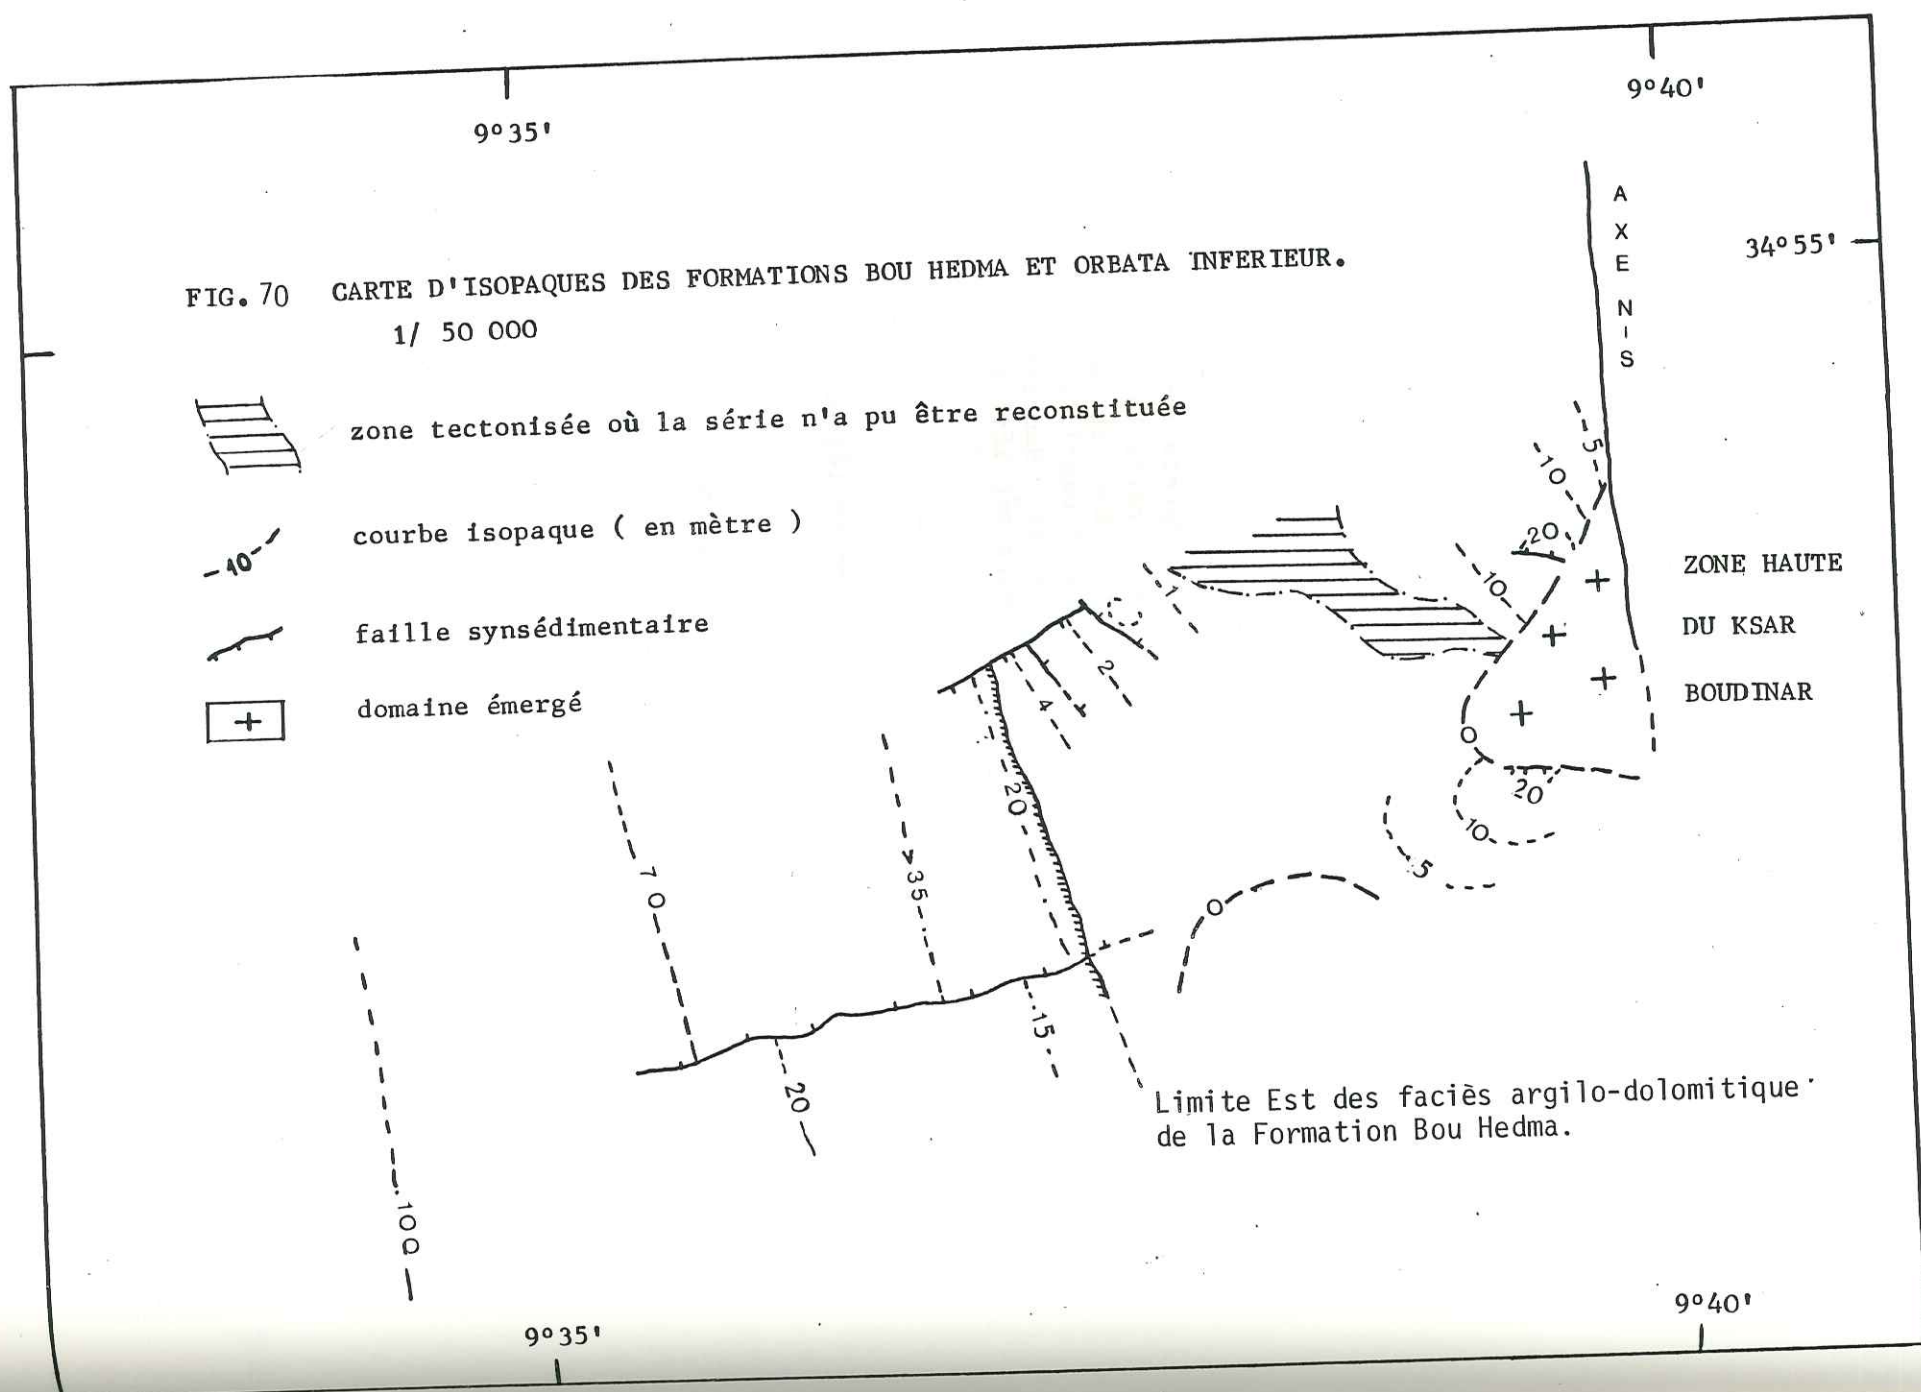 9°35'
9°40'
34°55'
A
X
E
N
-
S
FIG. 70 CARTE D'ISOPAQUES DES FORMATIONS BOU HEDMA ET ORBATA INFERIEUR.
1/ 50 000
zone tectonisée où la série n'a pu être reconstituée
10
courbe isopaque ( en mètre )
faille synsédimentaire
+
domaine émergé
5
10
20
10
1
2
4
ZONE HAUTE
DU KSAR
BOUDINAR
0
20
10
5
0
20
>35
70
15
20
100
Limite Est des faciès argilo-dolomitique
de la Formation Bou Hedma.
9°35'
9°40'